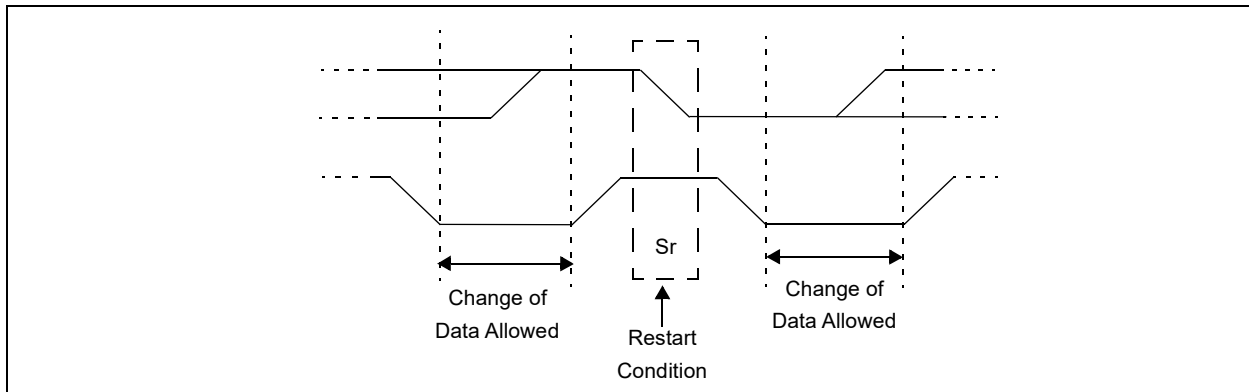 Sr
Change of
Data Allowed
Restart
Condition
Change of
Data Allowed